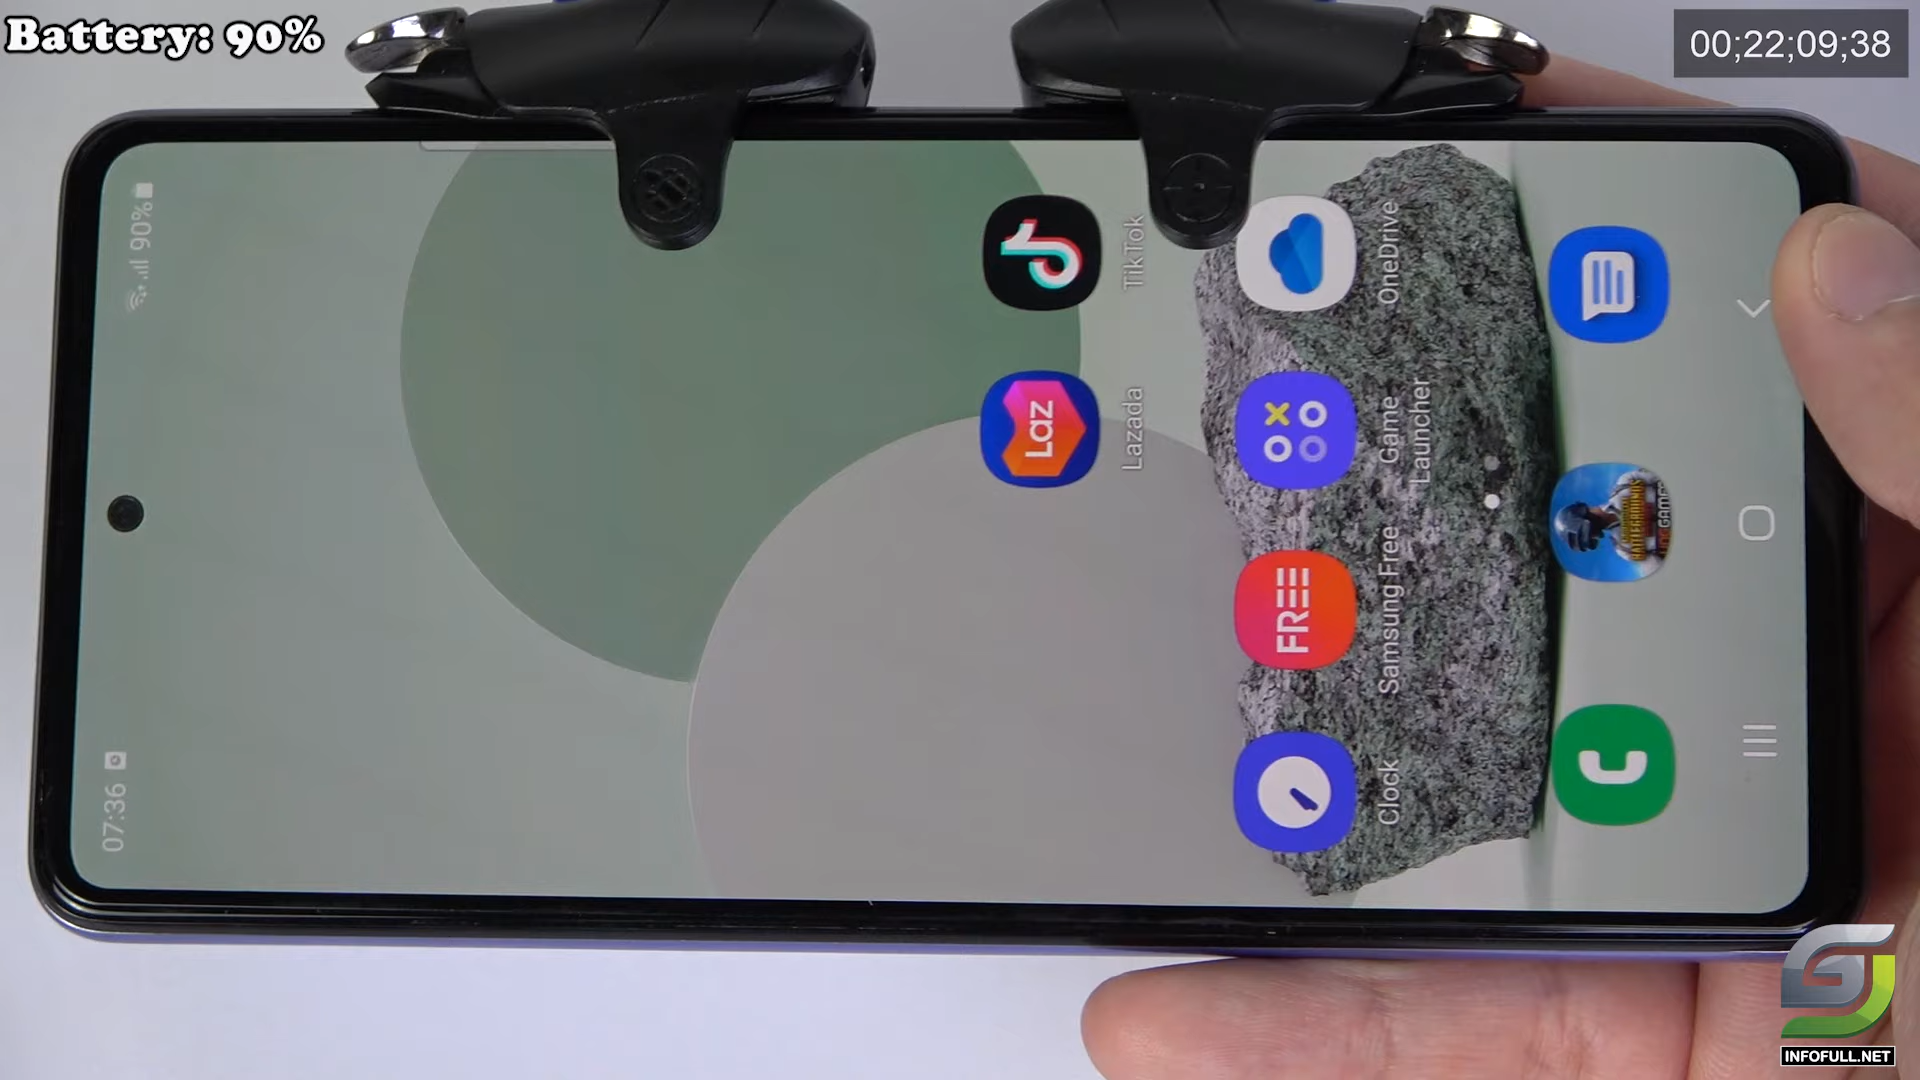 Battery: 90%
00;22;09;38
90%
07:36
TikTok
Laz
Lazada
OneDrive
Game
Launcher
FREE
Samsung Free
Clock
BATTLEGROUNDS
INFOFULL.NET